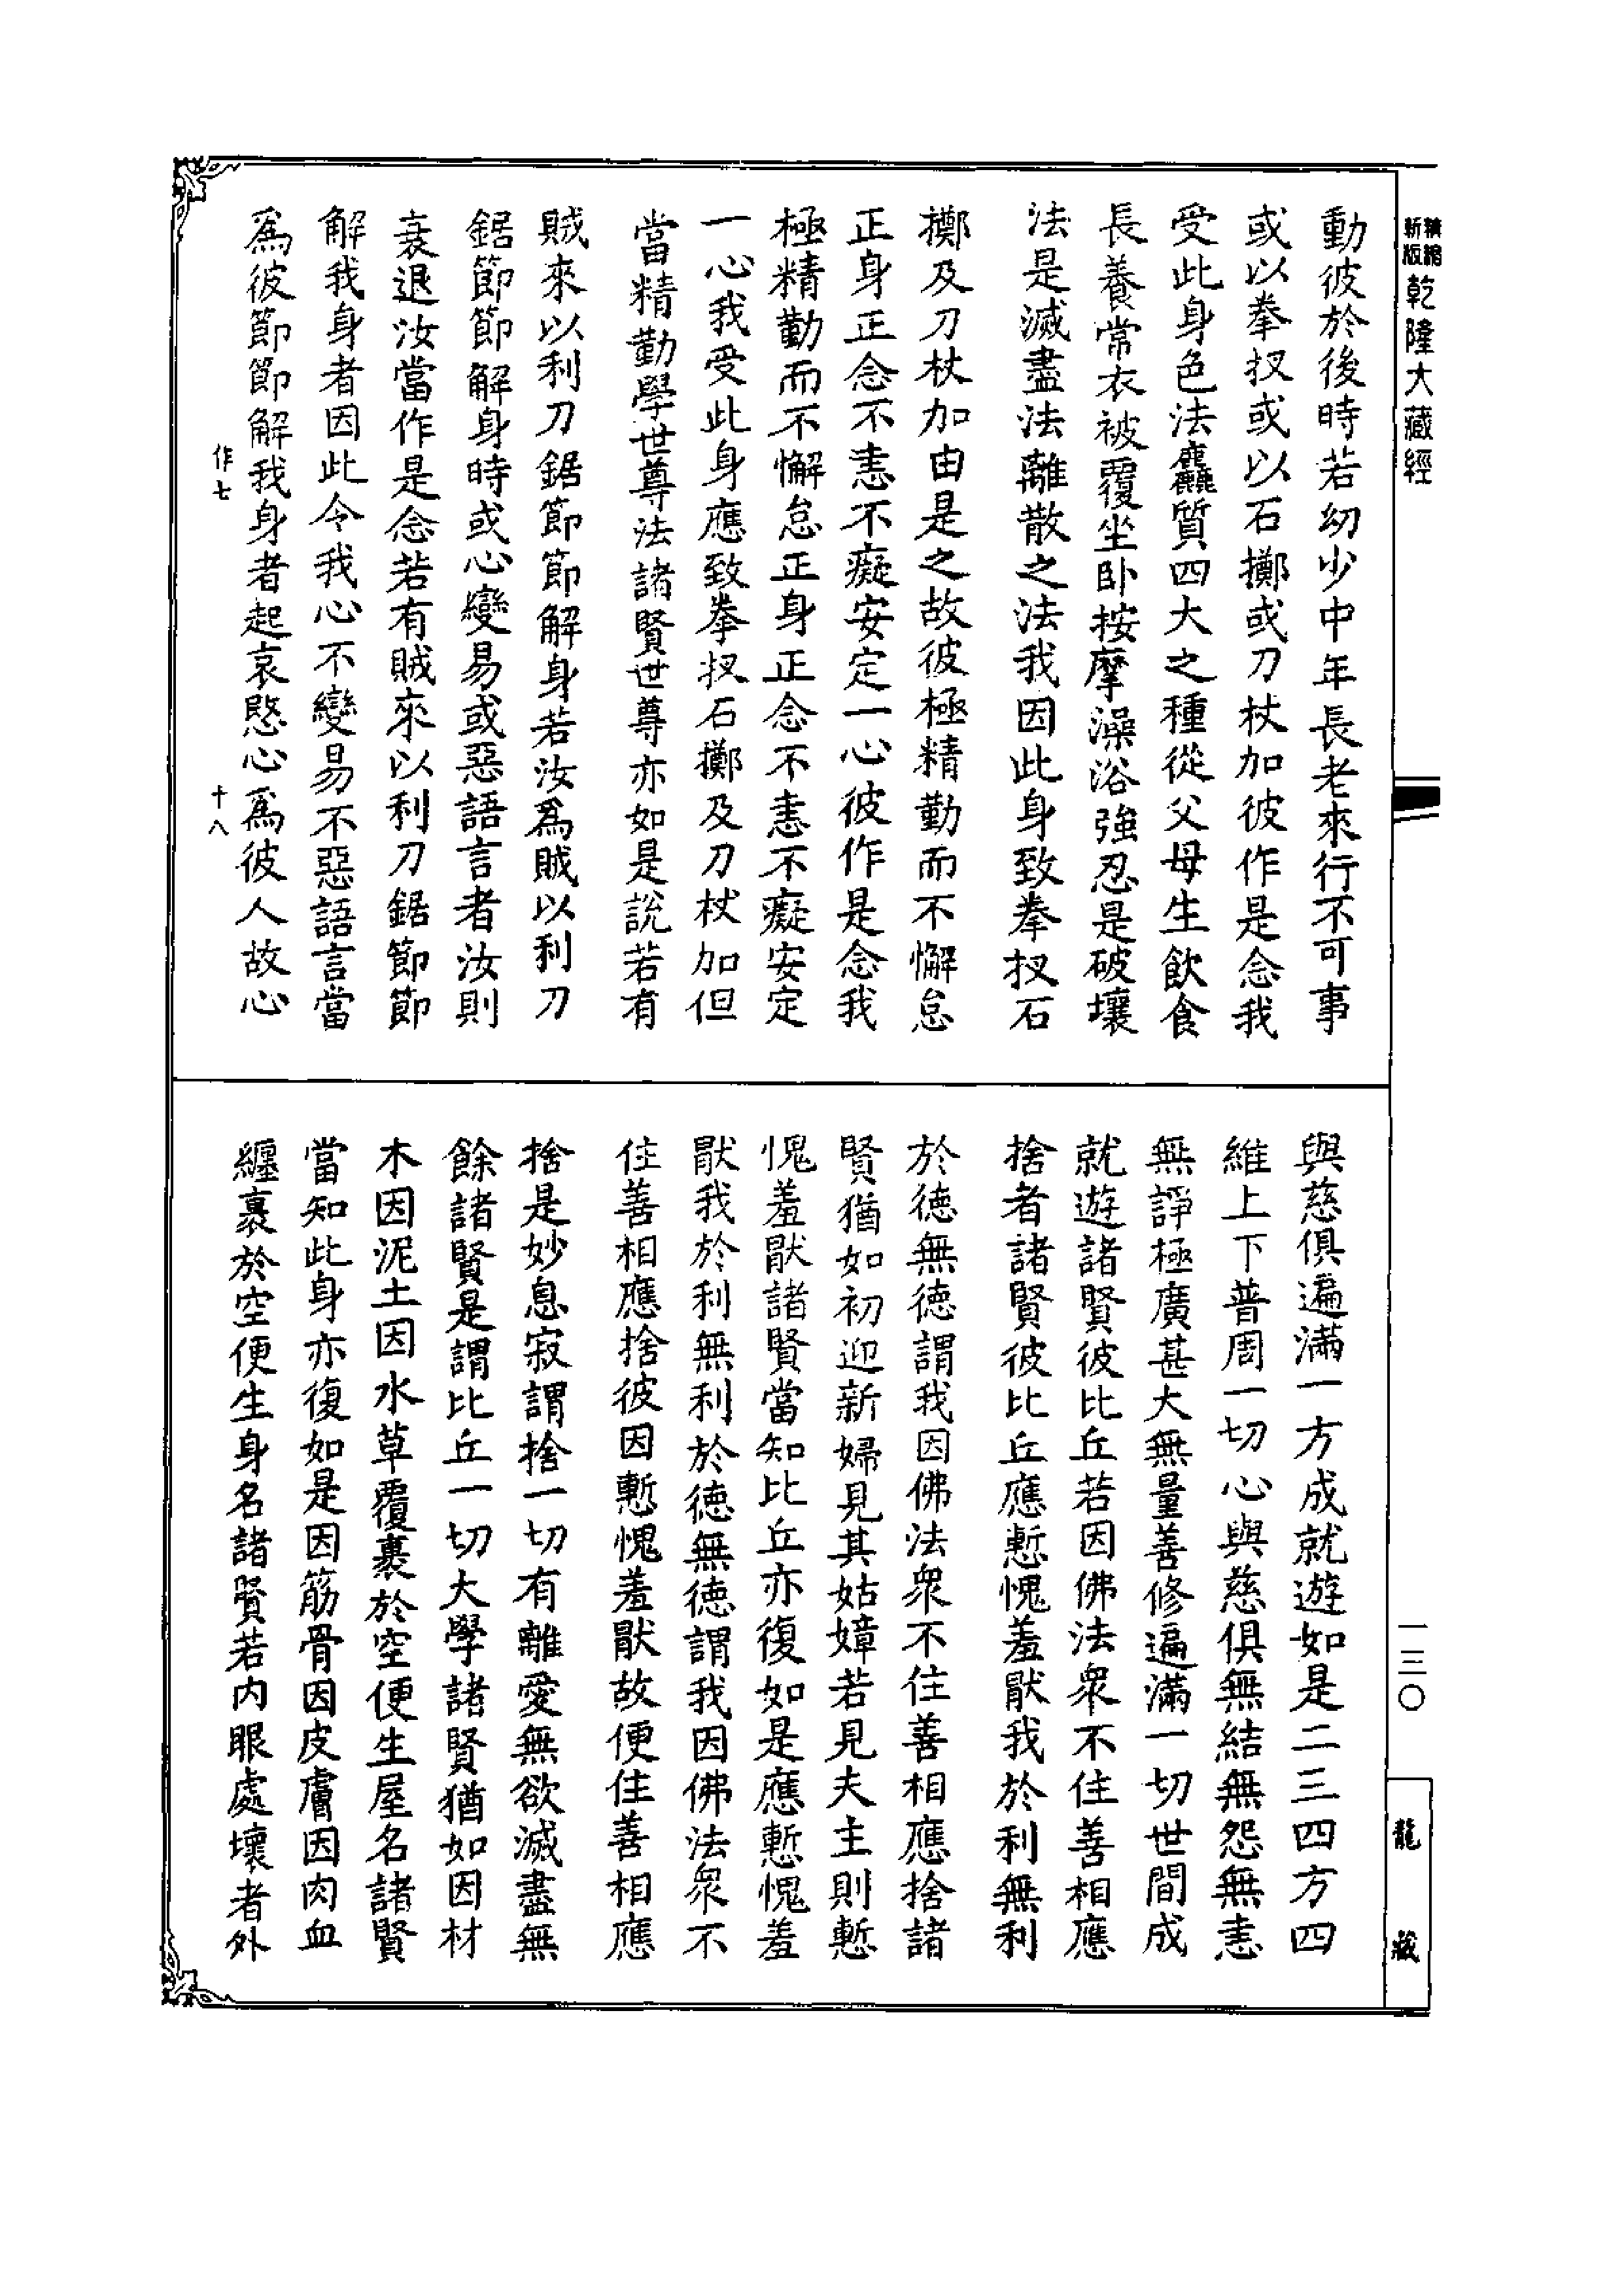 精縮
新版
乾隆大藏經
動彼於後時若幼少中年長老來行不可事
或以拳扠或以石擲或刀杖加彼作是念我
受此身色法麤質四大之種從父母生飲食
長養常衣被覆坐臥按摩澡浴強忍是破壞
法是滅盡法離散之法我因此身致拳扠石
擲及刀杖加由是之故彼極精勤而不懈怠
正身正念不恚不癡安定一心彼作是念我
極精勤而不懈怠正身正念不恚不癡安定
一心我受此身應致拳扠石擲及刀杖加但
當精勤學世尊法諸賢世尊亦如是說若有
賊來以利刀鋸節節解身若汝為賊以利刀
鋸節節解身時或心變易或惡語言者汝則
衰退汝當作是念若有賊來以利刀鋸節節
解我身者因此令我心不變易不惡語言當
為彼節節解我身者起哀愍心為彼人故心
作七
十八
與慈俱遍滿一方成就遊如是二三四方四
維上下普周一切心與慈俱無結無怨無恚
無諍極廣甚大無量善修遍滿一切世間成
就遊諸賢彼比丘若因佛法衆不住善相應
捨者諸賢彼比丘應慙愧羞厭我於利無利
於德無德謂我因佛法衆不住善相應捨諸
賢猶如初迎新婦見其姑嫜若見夫主則慙
愧羞厭諸賢當知比丘亦復如是應慙愧羞
厭我於利無利於德無德謂我因佛法衆不
住善相應捨彼因慙愧羞厭故便住善相應
捨是妙息寂謂捨一切有離愛無欲滅盡無
餘諸賢是謂比丘一切大學諸賢猶如因材
木因泥土因水草覆裹於空便生屋名諸賢
當知此身亦復如是因筋骨因皮膚因肉血
纏裹於空便生身名諸賢若內眼處壞者外
一三〇
龍藏